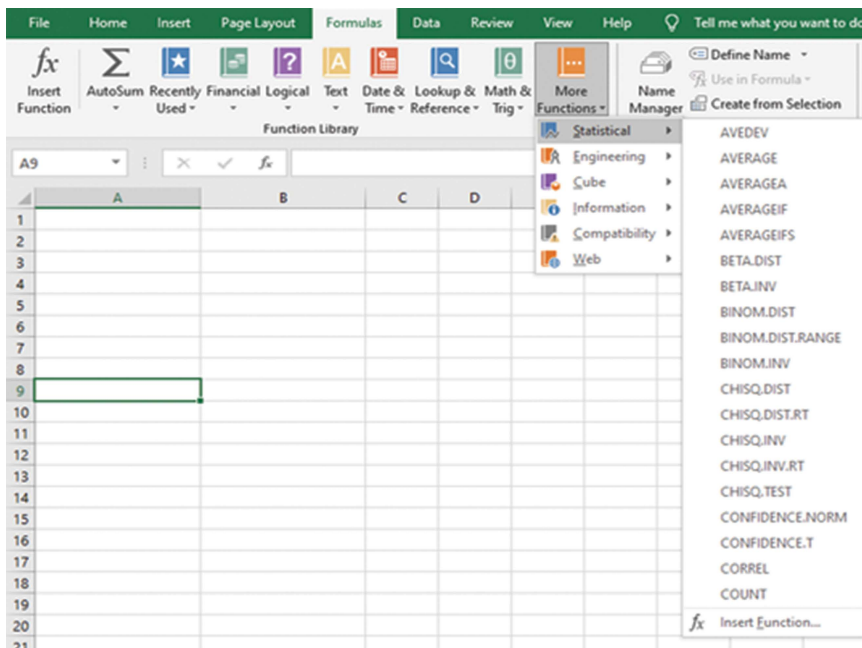 File Home Insert Page Layout Formulas Data Review View Help Tell me what you want to do
fx Σ ? A θ ...
Insert Function AutoSum Recently Used Financial Logical Text Date & Time Lookup & Reference Math & Trig More Functions Name Manager
Define Name
Use in Formula
Create from Selection
Function Library
A9 fx
A B C D
Statistical
Engineering
Cube
Information
Compatibility
Web
AVEDEV
AVERAGE
AVERAGEA
AVERAGEIF
AVERAGEIFS
BETA.DIST
BETA.INV
BINOM.DIST
BINOM.DIST.RANGE
BINOM.INV
CHISQ.DIST
CHISQ.DIST.RT
CHISQ.INV
CHISQ.INV.RT
CHISQ.TEST
CONFIDENCE.NORM
CONFIDENCE.T
CORREL
COUNT
fx Insert Function...
1
2
3
4
5
6
7
8
9
10
11
12
13
14
15
16
17
18
19
20
21